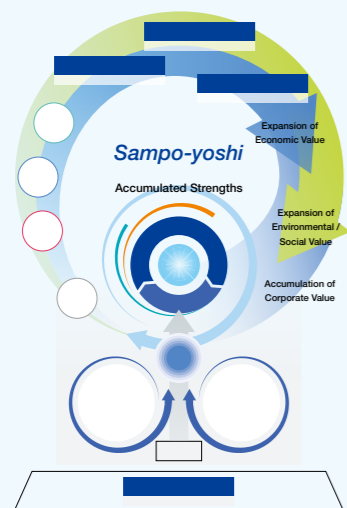 Expansion of
Economic Value
Sampo-yoshi
Accumulated Strengths
Expansion of
Environmental /
Social Value
Accumulation of
Corporate Value